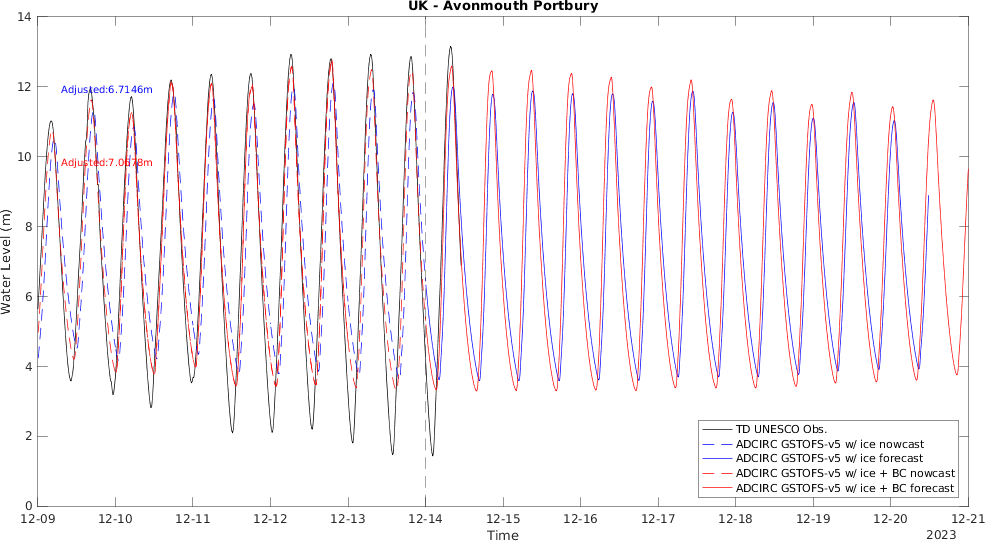 UK - Avonmouth Portbury
14
12
10
8
6
4
2
0
Water Level (m)
Adjusted:6.7146m
Adjusted:7.0678m
TD UNESCO Obs.
ADCIRC GSTOFS-v5 w/ ice nowcast
ADCIRC GSTOFS-v5 w/ ice forecast
ADCIRC GSTOFS-v5 w/ ice + BC nowcast
ADCIRC GSTOFS-v5 w/ ice + BC forecast
12-09 12-10 12-11 12-12 12-13 12-14 12-15 12-16 12-17 12-18 12-19 12-20 12-21
Time
2023